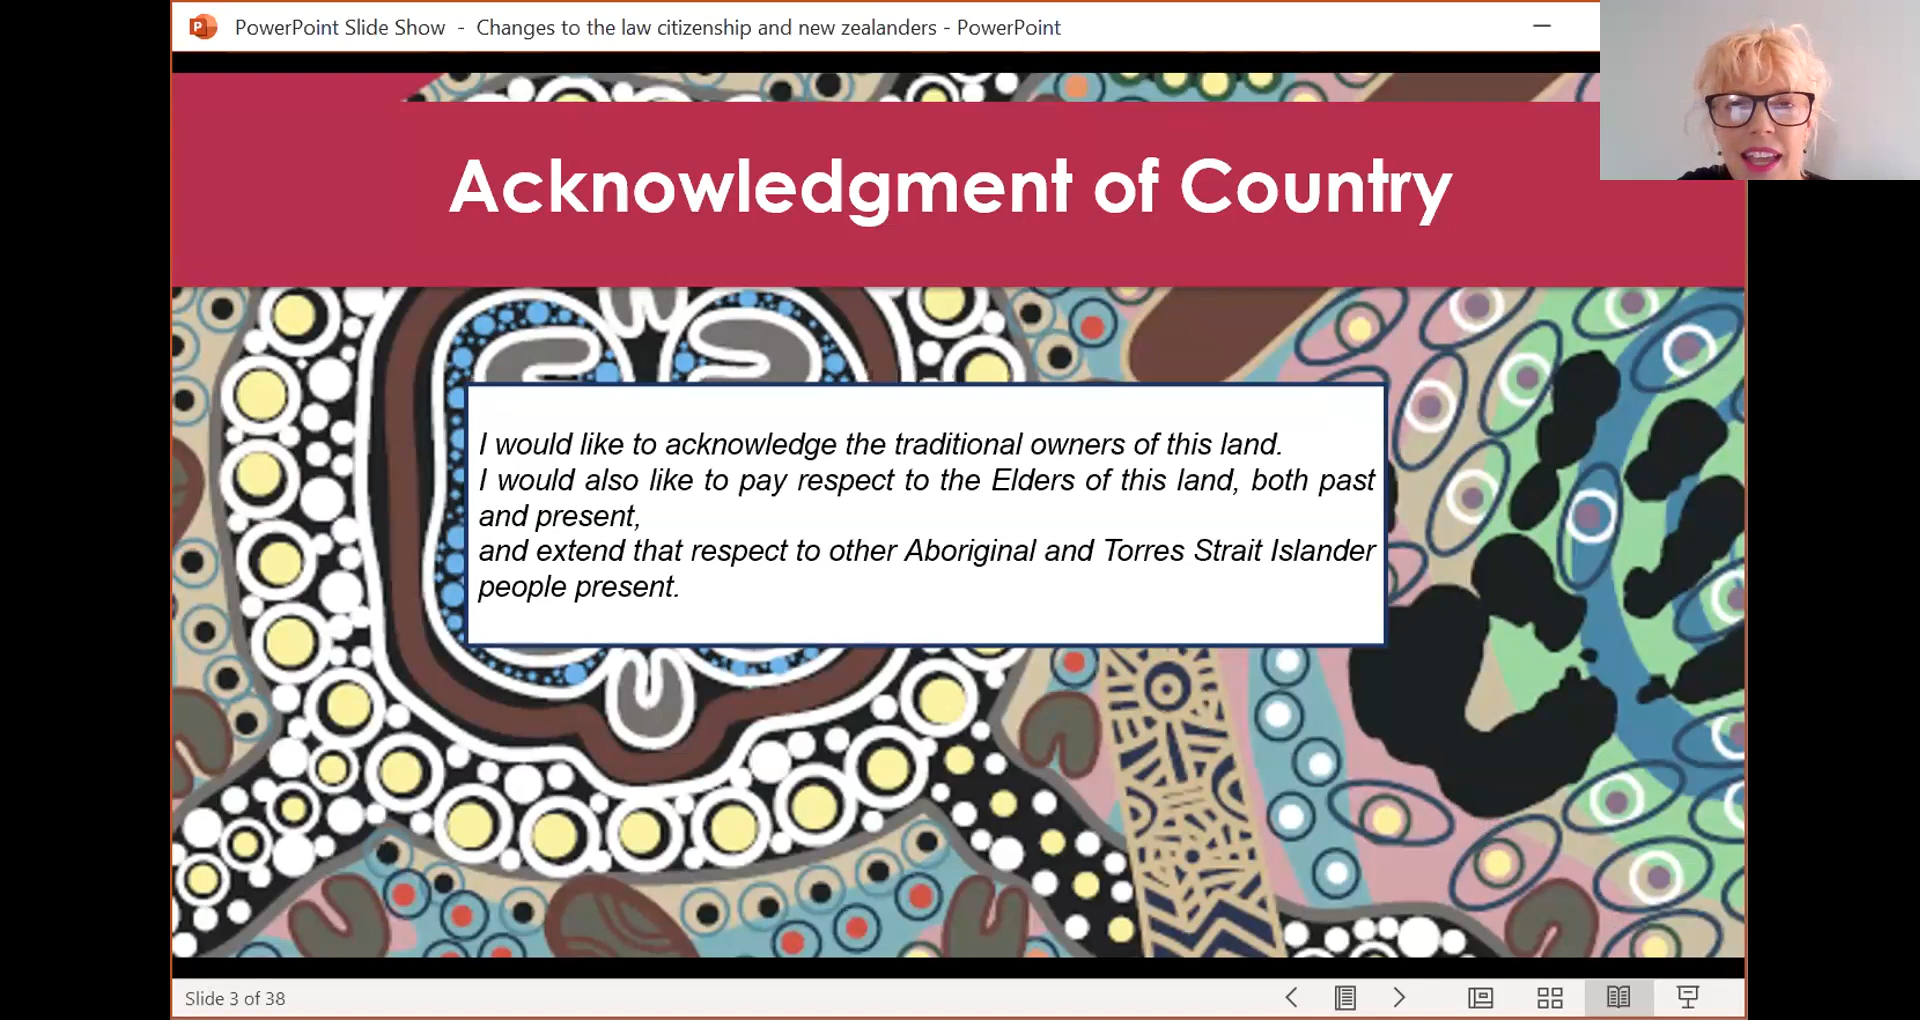 PowerPoint Slide Show - Changes to the law citizenship and new zealanders - PowerPoint
Acknowledgment of Country
I would like to acknowledge the traditional owners of this land.
I would also like to pay respect to the Elders of this land, both past
and present,
and extend that respect to other Aboriginal and Torres Strait Islander
people present.
Slide 3 of 38